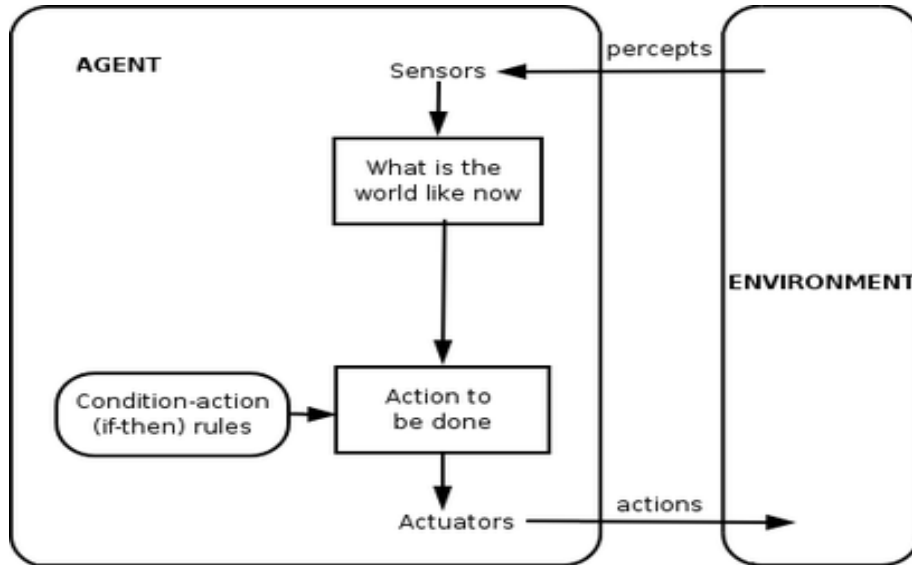 AGENT
percepts
Sensors
What is the
world like now
ENVIRONMENT
Condition-action
(if-then) rules
Action to
be done
Actuators
actions